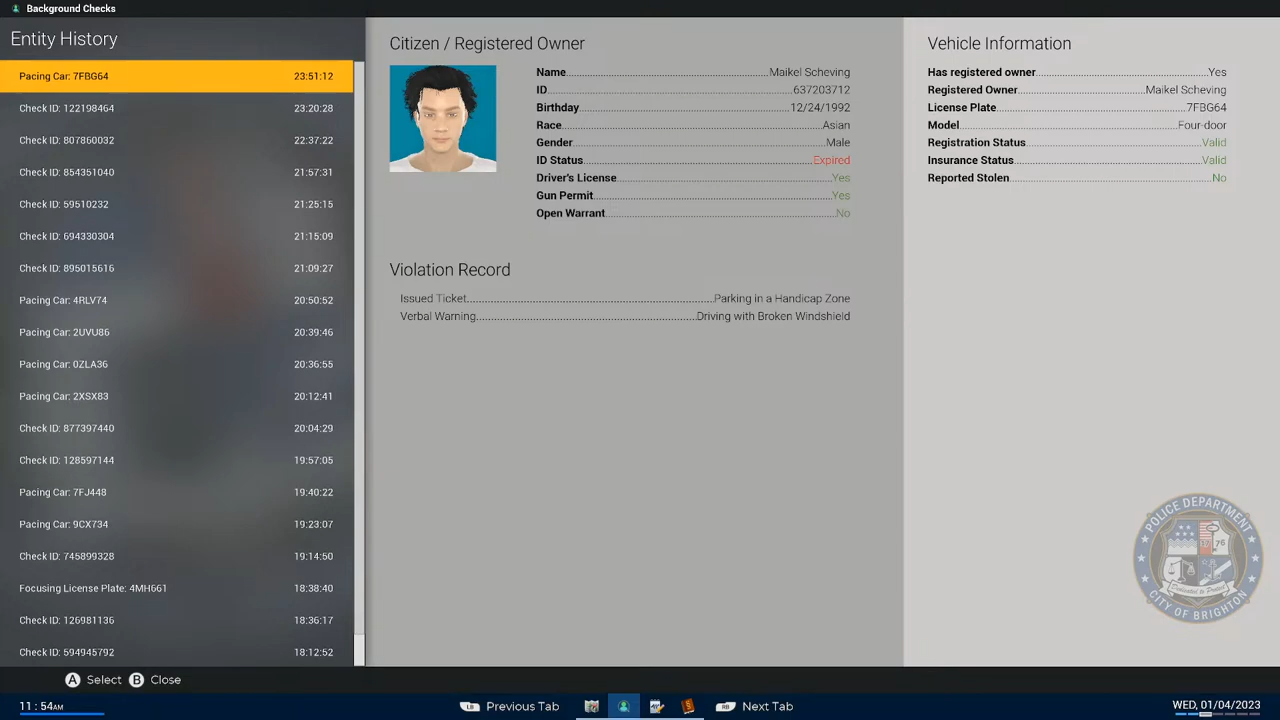 Background Checks
Entity History
Pacing Car: 7FBG64 23:51:12
Check ID: 122198464 23:20:28
Check ID: 807860032 22:37:22
Check ID: 854351040 21:57:31
Check ID: 59510232 21:25:15
Check ID: 694330304 21:15:09
Check ID: 895015616 21:09:27
Pacing Car: 4RLV74 20:50:52
Pacing Car: 2UVU86 20:39:46
Pacing Car: 0ZLA36 20:36:55
Pacing Car: 2XSX83 20:12:41
Check ID: 877397440 20:04:29
Check ID: 128597144 19:57:05
Pacing Car: 7FJ448 19:40:22
Pacing Car: 9CX734 19:23:07
Check ID: 745899328 19:14:50
Focusing License Plate: 4MH661 18:38:40
Check ID: 126981136 18:36:17
Check ID: 594945792 18:12:52
Citizen / Registered Owner
Name Maikel Scheving
ID 637203712
Birthday 12/24/1992
Race Asian
Gender Male
ID Status Expired
Driver's License Yes
Gun Permit Yes
Open Warrant No
Violation Record
Issued Ticket Parking in a Handicap Zone
Verbal Warning Driving with Broken Windshield
Vehicle Information
Has registered owner Yes
Registered Owner Maikel Scheving
License Plate 7FBG64
Model Four-door
Registration Status Valid
Insurance Status Valid
Reported Stolen No
POLICE DEPARTMENT
CITY OF BRIGHTON
A Select B Close
11:54AM
LB Previous Tab
RB Next Tab
WED, 01/04/2023